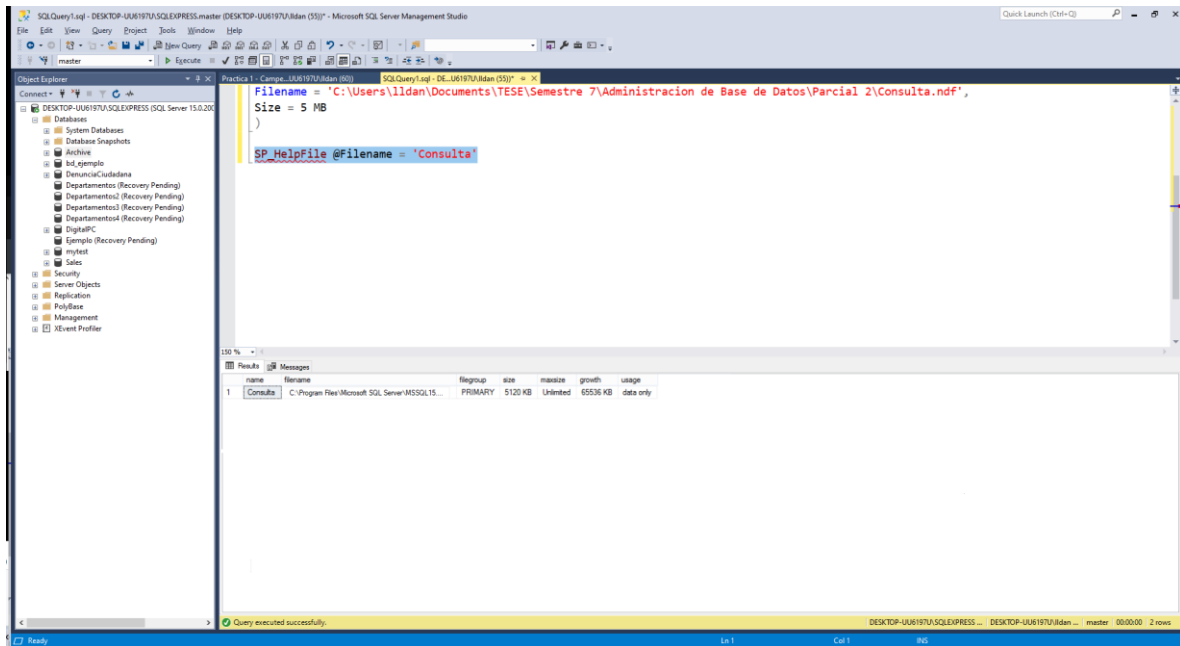 SQLQuery1.sql - DESKTOP-UU6197U\SQLEXPRESS.master (DESKTOP-UU6197U\lldan (55))* - Microsoft SQL Server Management Studio
Quick Launch (Ctrl+Q)
File Edit View Query Project Tools Window Help
New Query
master Execute
Object Explorer
Practica 1 - Campe...UU6197U\lldan (60)) SQLQuery1.sql - DE...U6197U\lldan (55))*
Connect
DESKTOP-UU6197U\SQLEXPRESS (SQL Server 15.0.200
Databases
System Databases
Database Snapshots
Archive
bd_ejemplo
DenunciaCiudadana
Departamentos (Recovery Pending)
Departamentos2 (Recovery Pending)
Departamentos3 (Recovery Pending)
Departamentos4 (Recovery Pending)
DigitalPC
Ejemplo (Recovery Pending)
mytest
Sales
Security
Server Objects
Replication
PolyBase
Management
XEvent Profiler
Filename = 'C:\Users\lldan\Documents\TESE\Semestre 7\Administracion de Base de Datos\Parcial 2\Consulta.ndf',
Size = 5 MB
)
SP_HelpFile @Filename = 'Consulta'
150 %
Results Messages
name filename filegroup size maxsize growth usage
1 Consulta C:\Program Files\Microsoft SQL Server\MSSQL15... PRIMARY 5120 KB Unlimited 65536 KB data only
Query executed successfully.
DESKTOP-UU6197U\SQLEXPRESS ... DESKTOP-UU6197U\lldan ... master 00:00:00 2 rows
Ready Ln 1 Col 1 INS